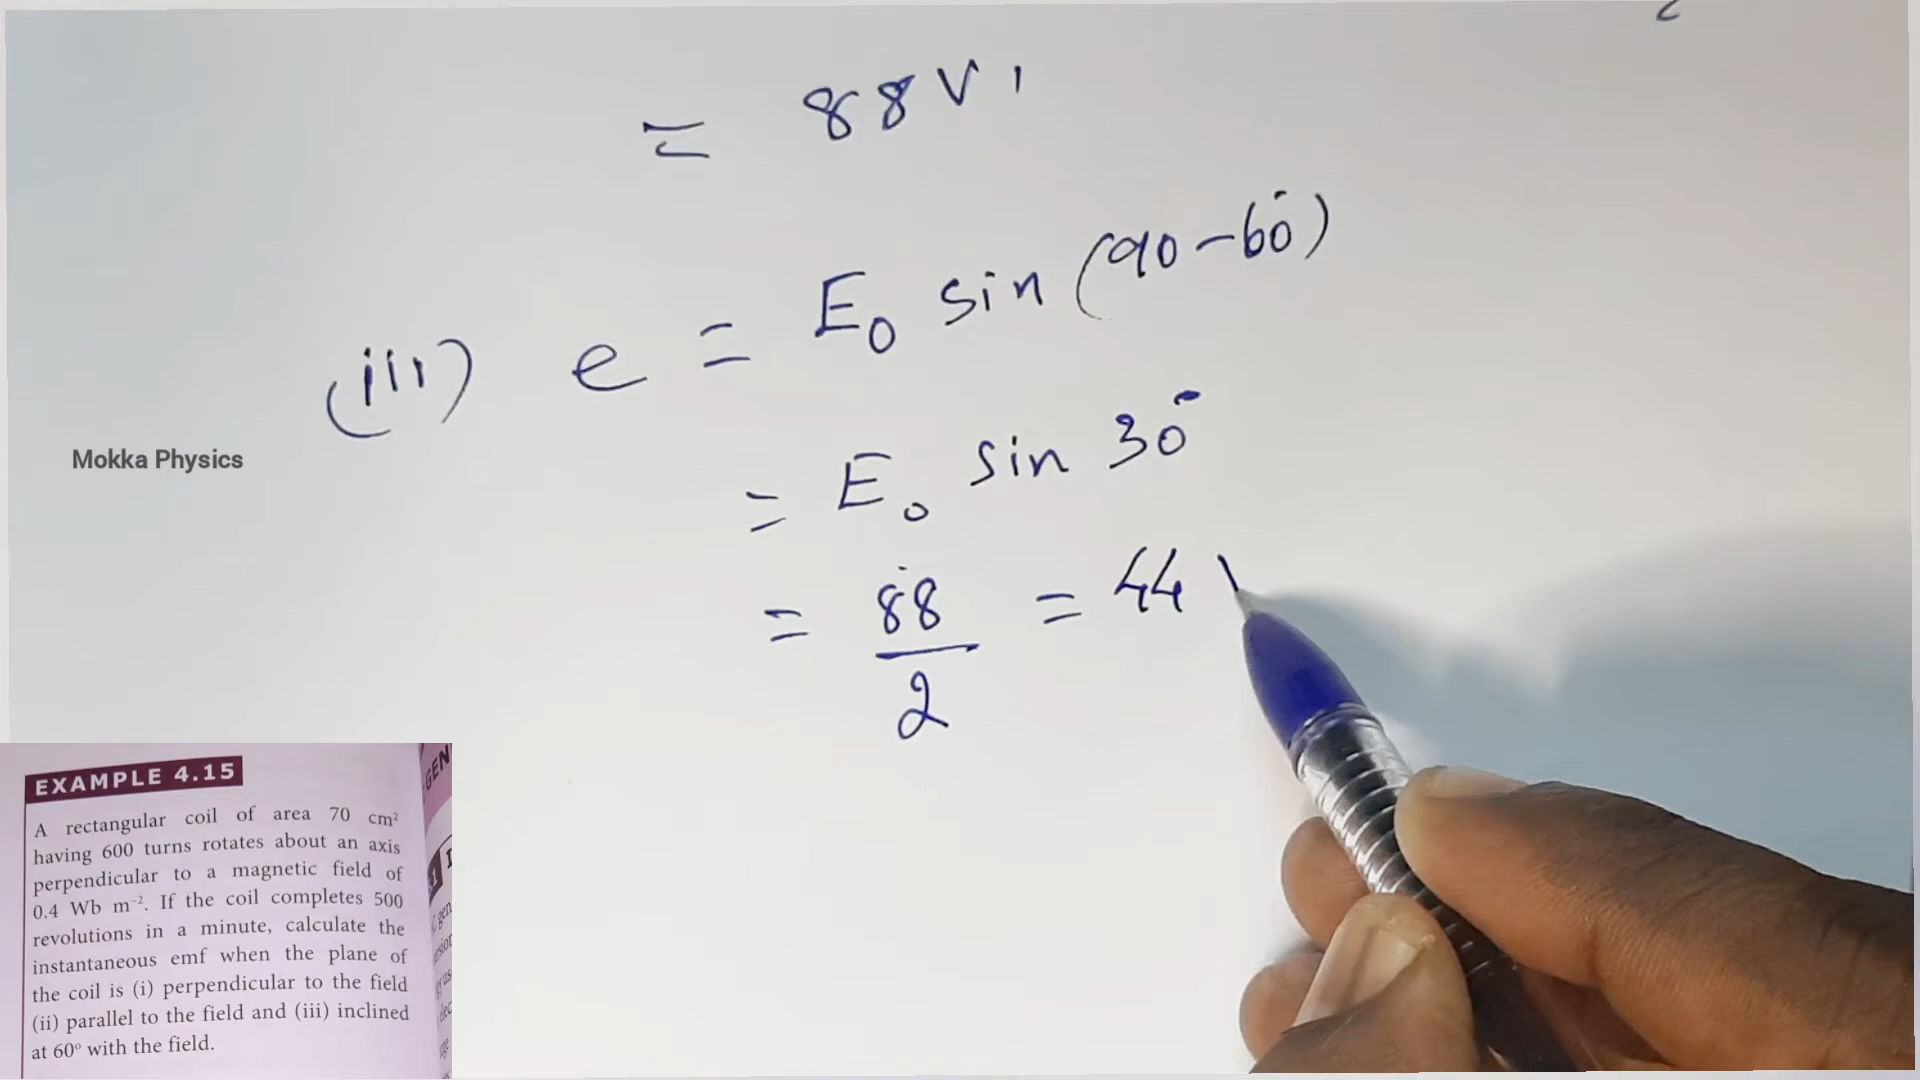 = 88 V
(iii) e = E₀ sin (90 - 60°)
= E₀ sin 30°
Mokka Physics
= 88/2 = 44
EXAMPLE 4.15
A rectangular coil of area 70 cm²
having 600 turns rotates about an axis
perpendicular to a magnetic field of
0.4 Wb m⁻². If the coil completes 500
revolutions in a minute, calculate the
instantaneous emf when the plane of
the coil is (i) perpendicular to the field
(ii) parallel to the field and (iii) inclined
at 60° with the field.